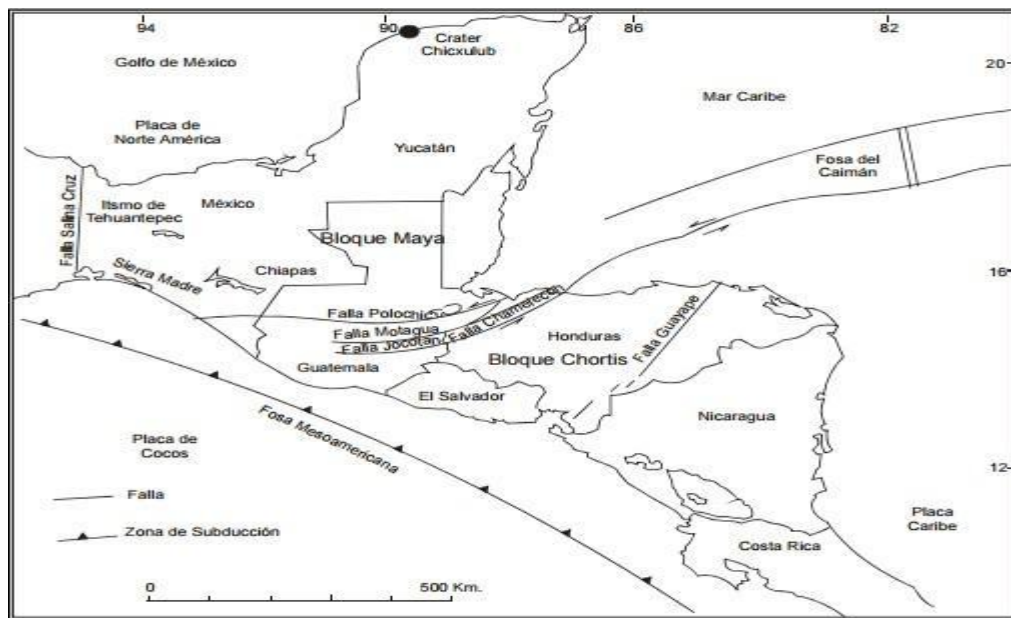 94
90
86
82
Crater
Chicxulub
Golfo de México
20
Mar Caribe
Placa de
Norte América
Yucatán
Fosa del
Caimán
Falla Salina Cruz
Itsmo de
Tehuantepec
México
Bloque Maya
Sierra Madre
Chiapas
16
Falla Polochic
Falla Motagua
Falla Jocotán
Falla Chamelecón
Honduras
Falla Guayape
Bloque Chortis
Guatemala
El Salvador
Nicaragua
Fosa Mesoamericana
Placa de
Cocos
12
Falla
Placa
Caribe
Zona de Subducción
Costa Rica
0
500 Km.